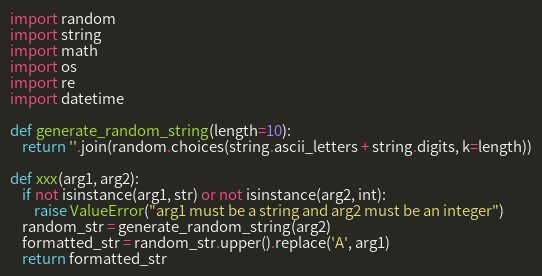 import random
import string
import math
import os
import re
import datetime

def generate_random_string(length=10):
    return ''.join(random.choices(string.ascii_letters + string.digits, k=length))

def xxx(arg1, arg2):
    if not isinstance(arg1, str) or not isinstance(arg2, int):
        raise ValueError("arg1 must be a string and arg2 must be an integer")
    random_str = generate_random_string(arg2)
    formatted_str = random_str.upper().replace('A', arg1)
    return formatted_str